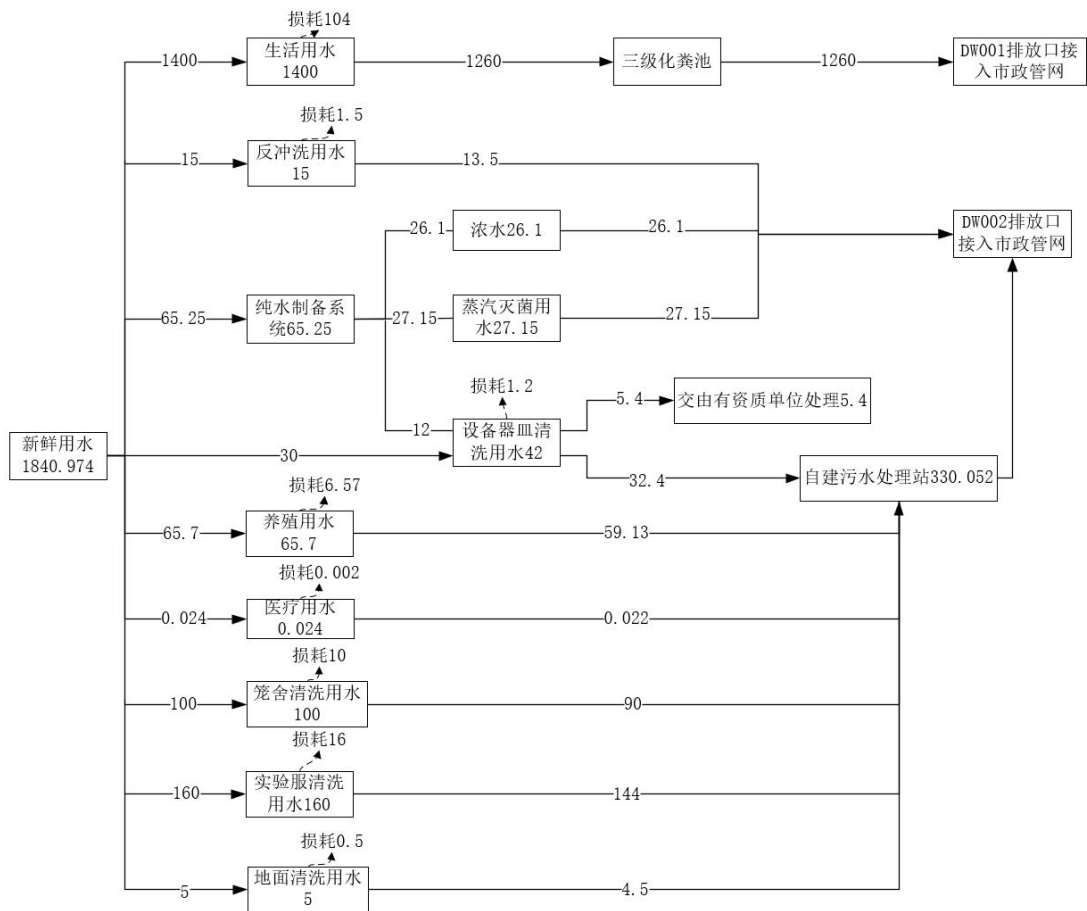 损耗104
生活用水
1400
1400
1260
三级化粪池
1260
DW001排放口接
入市政管网
损耗1.5
反冲洗用水
15
15
13.5
26.1
浓水26.1
26.1
DW002排放口
接入市政管网
65.25
纯水制备系
统65.25
27.15
蒸汽灭菌用
水27.15
27.15
损耗1.2
5.4
交由有资质单位处理5.4
12
设备器皿清
洗用水42
新鲜用水
1840.974
30
32.4
自建污水处理站330.052
损耗6.57
65.7
养殖用水
65.7
59.13
损耗0.002
0.024
医疗用水
0.024
0.022
损耗10
100
笼舍清洗用水
100
90
损耗16
160
实验服清洗
用水160
144
损耗0.5
5
地面清洗用水
5
4.5